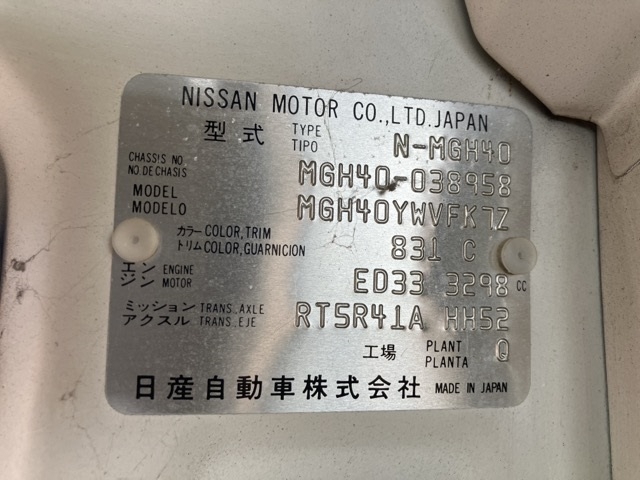 NISSAN MOTOR CO.,LTD.JAPAN
型式 TYPE TIPO N-MGH40
CHASSIS NO NO DE CHASIS MGH40-038958
MODEL MODELO MGH40YWVFK7Z
カラー COLOR,TRIM トリム COLOR,GUARNICION 831 C
エンジン ENGINE MOTOR ED33 3298 CC
ミッション TRANS.AXLE アクスル TRANS.EJE RT5R41A HH52
工場 PLANT PLANTA Q
日産自動車株式会社 MADE IN JAPAN